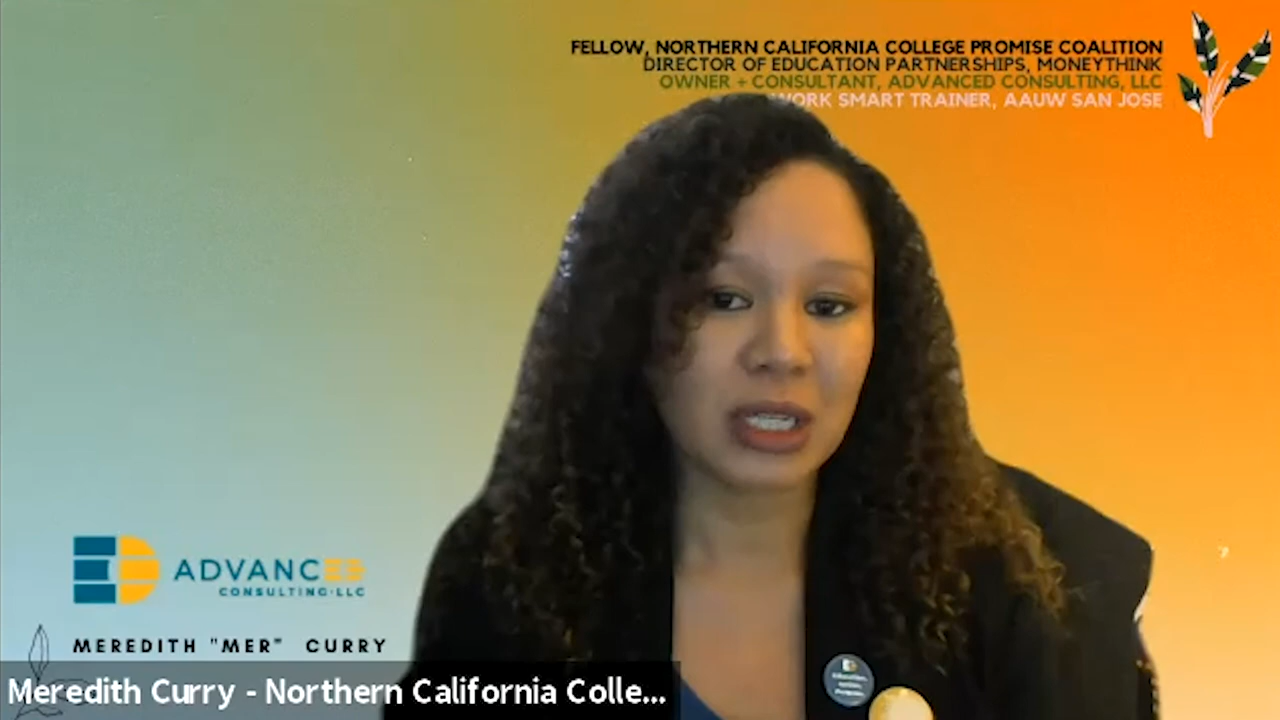 FELLOW, NORTHERN CALIFORNIA COLLEGE PROMISE COALITION
DIRECTOR OF EDUCATION PARTNERSHIPS, MONEYTHINK
OWNER + CONSULTANT, ADVANCED CONSULTING, LLC
WORK SMART TRAINER, AAUW SAN JOSE
ADVANCED
CONSULTING·LLC
MEREDITH "MER" CURRY
Meredith Curry - Northern California Colle...